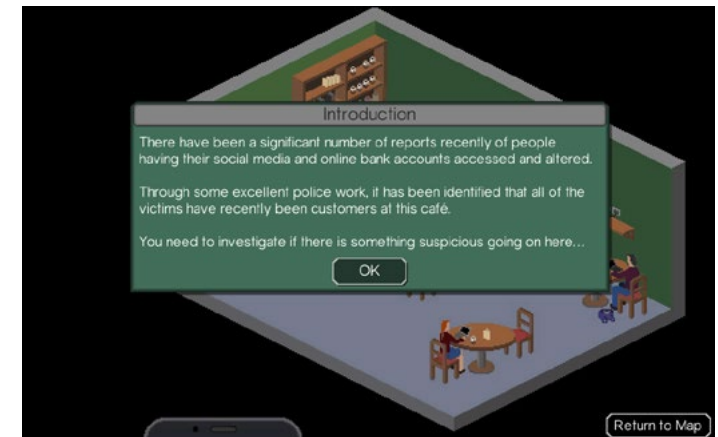 Introduction
There have been a significant number of reports recently of people
having their social media and online bank accounts accessed and altered.
Through some excellent police work, it has been identified that all of the
victims have recently been customers at this café.
You need to investigate if there is something suspicious going on here...
OK
Return to Map